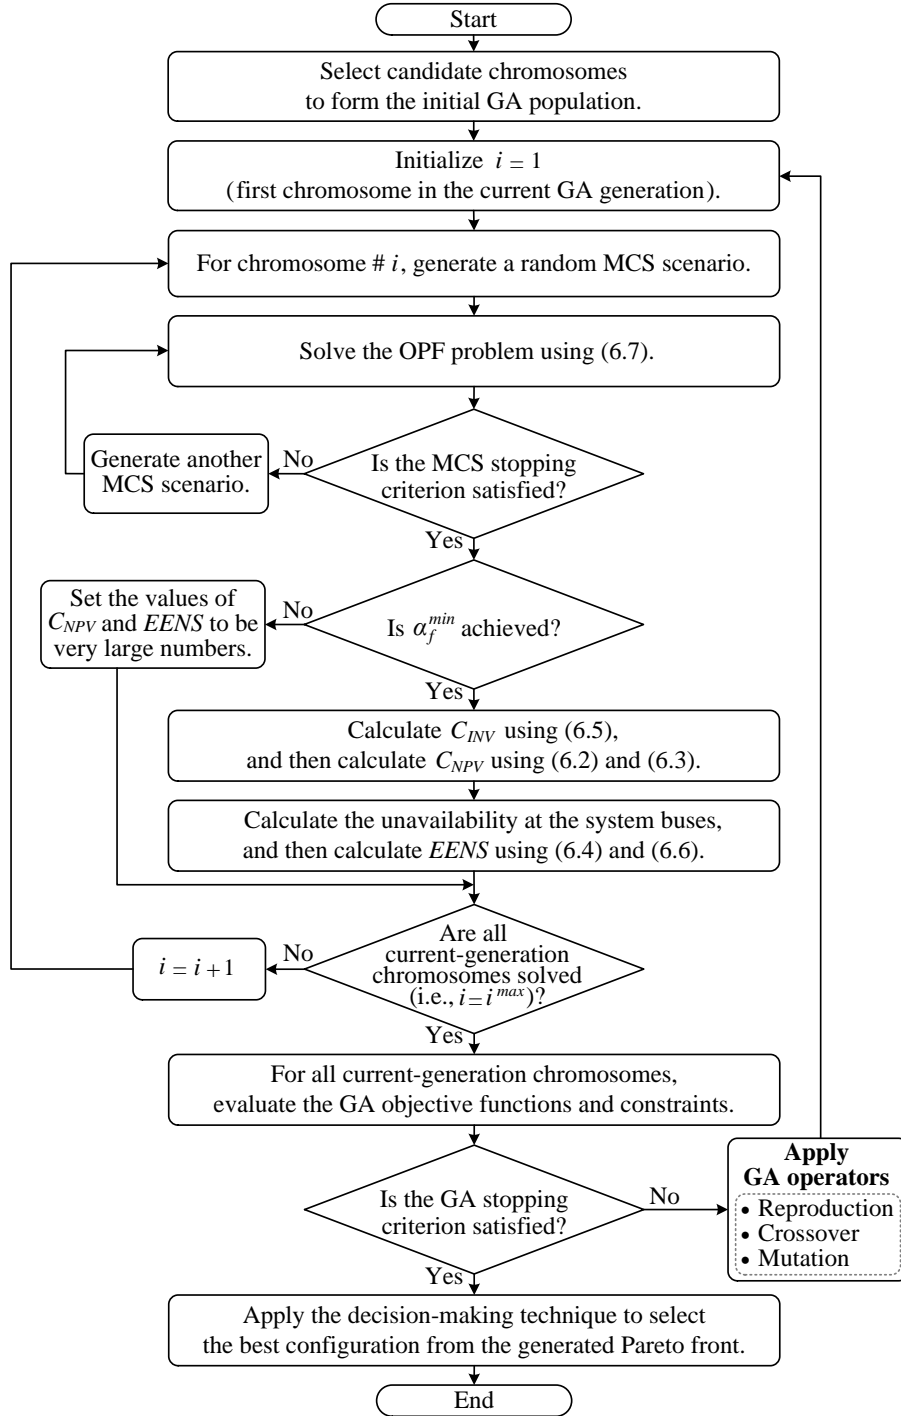 Start
Select candidate chromosomes
to form the initial GA population.
Initialize i = 1
(first chromosome in the current GA generation).
For chromosome # i, generate a random MCS scenario.
Solve the OPF problem using (6.7).
Generate another
MCS scenario.
No
Is the MCS stopping
criterion satisfied?
Yes
Set the values of
C_NPV and EENS to be
very large numbers.
No
Is α_f^min achieved?
Yes
Calculate C_INV using (6.5),
and then calculate C_NPV using (6.2) and (6.3).
Calculate the unavailability at the system buses,
and then calculate EENS using (6.4) and (6.6).
i = i + 1
No
Are all
current-generation
chromosomes solved
(i.e., i = i^max)?
Yes
For all current-generation chromosomes,
evaluate the GA objective functions and constraints.
Is the GA stopping
criterion satisfied?
No
Apply
GA operators
• Reproduction
• Crossover
• Mutation
Yes
Apply the decision-making technique to select
the best configuration from the generated Pareto front.
End